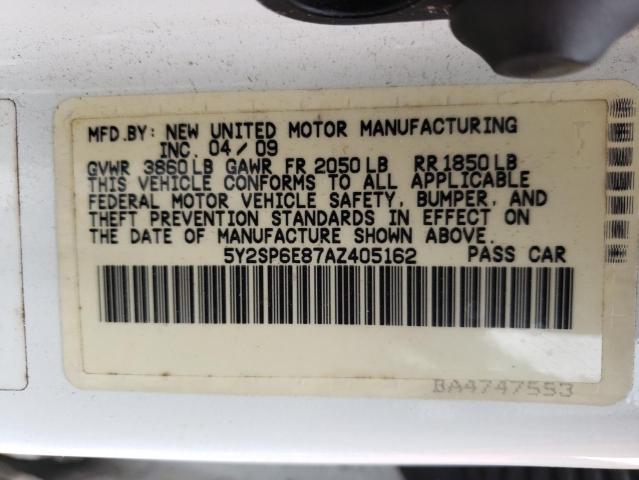 MFD.BY: NEW UNITED MOTOR MANUFACTURING
INC. 04/09
GVWR 3860LB GAWR FR 2050LB RR 1850LB
THIS VEHICLE CONFORMS TO ALL APPLICABLE
FEDERAL MOTOR VEHICLE SAFETY, BUMPER, AND
THEFT PREVENTION STANDARDS IN EFFECT ON
THE DATE OF MANUFACTURE SHOWN ABOVE.
5Y2SP6E87AZ405162 PASS CAR
BA4747553